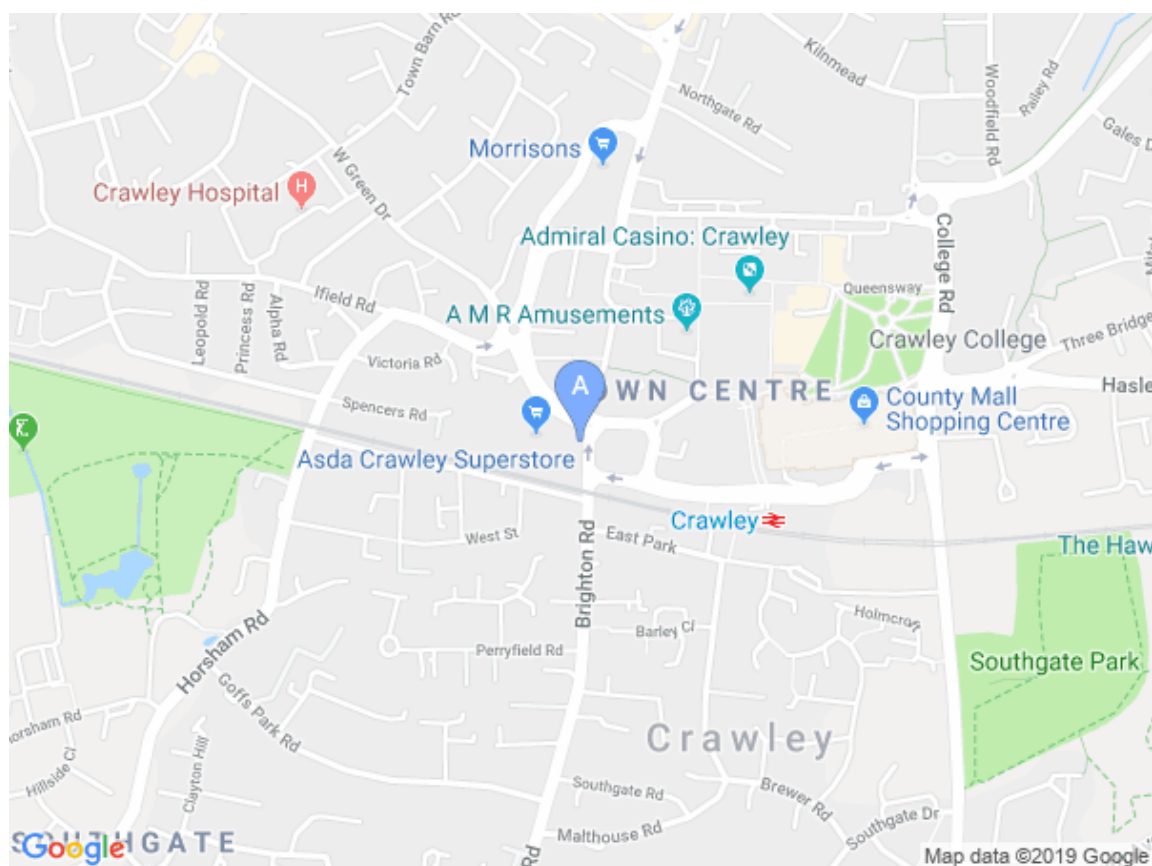 Kilnmead
Town Barn Rd
Woodfield Rd
Railey Rd
Northgate Rd
Gales D
Morrisons
W Green Dr
Crawley Hospital
H
College Rd
Admiral Casino: Crawley
Ifield Rd
Leopold Rd
Princess Rd
Alpha Rd
Queensway
A M R Amusements
Crawley College
Three Bridge
Victoria Rd
A
OWN CENTRE
Hasle
Spencers Rd
County Mall
Shopping Centre
Asda Crawley Superstore
Crawley
West St
East Park
The Haw
Brighton Rd
Holmcroft
Barley Cl
Perryfield Rd
Southgate Park
Horsham Rd
Goffs Park Rd
orsham Rd
Crawley
Hillside Cl
Clayton Hill
Southgate Rd
Brewer Rd
Malthouse Rd
Southgate Dr
SOUTHGATE
Google
Map data ©2019 Google